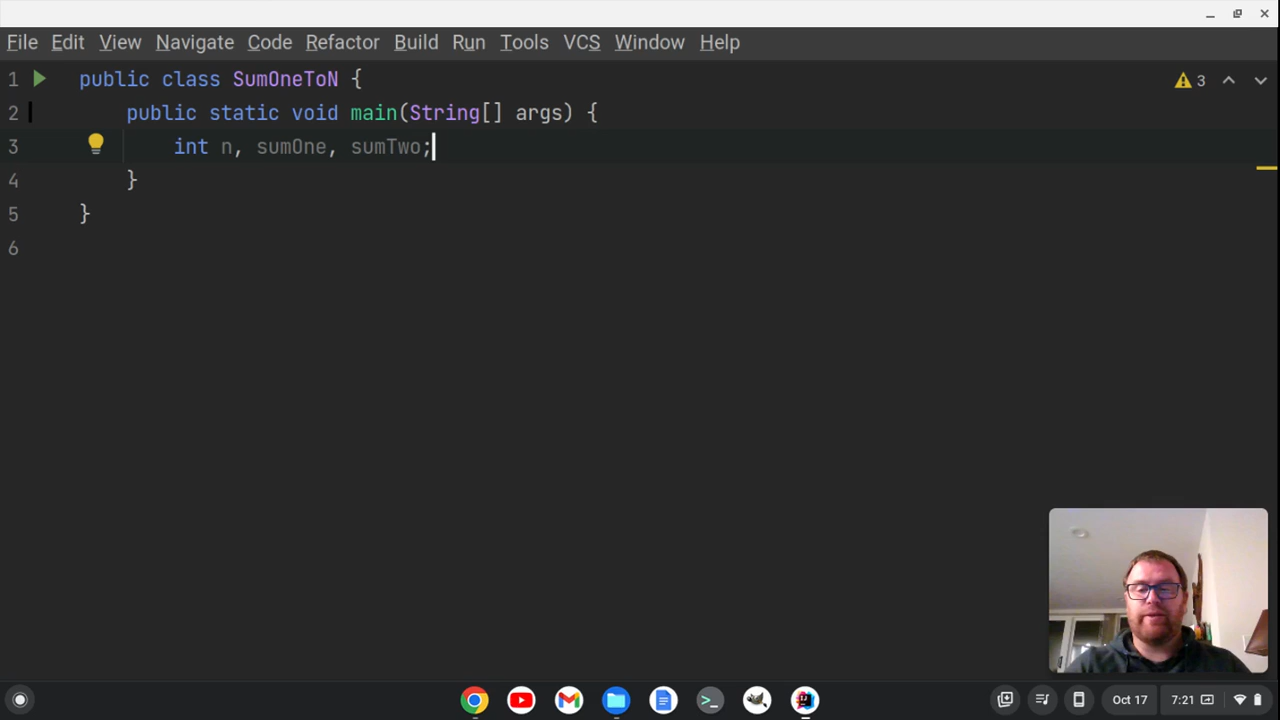 File Edit View Navigate Code Refactor Build Run Tools VCS Window Help
1 public class SumOneToN {
3
2 public static void main(String[] args) {
3 int n, sumOne, sumTwo;
4 }
5 }
6
Oct 17 7:21